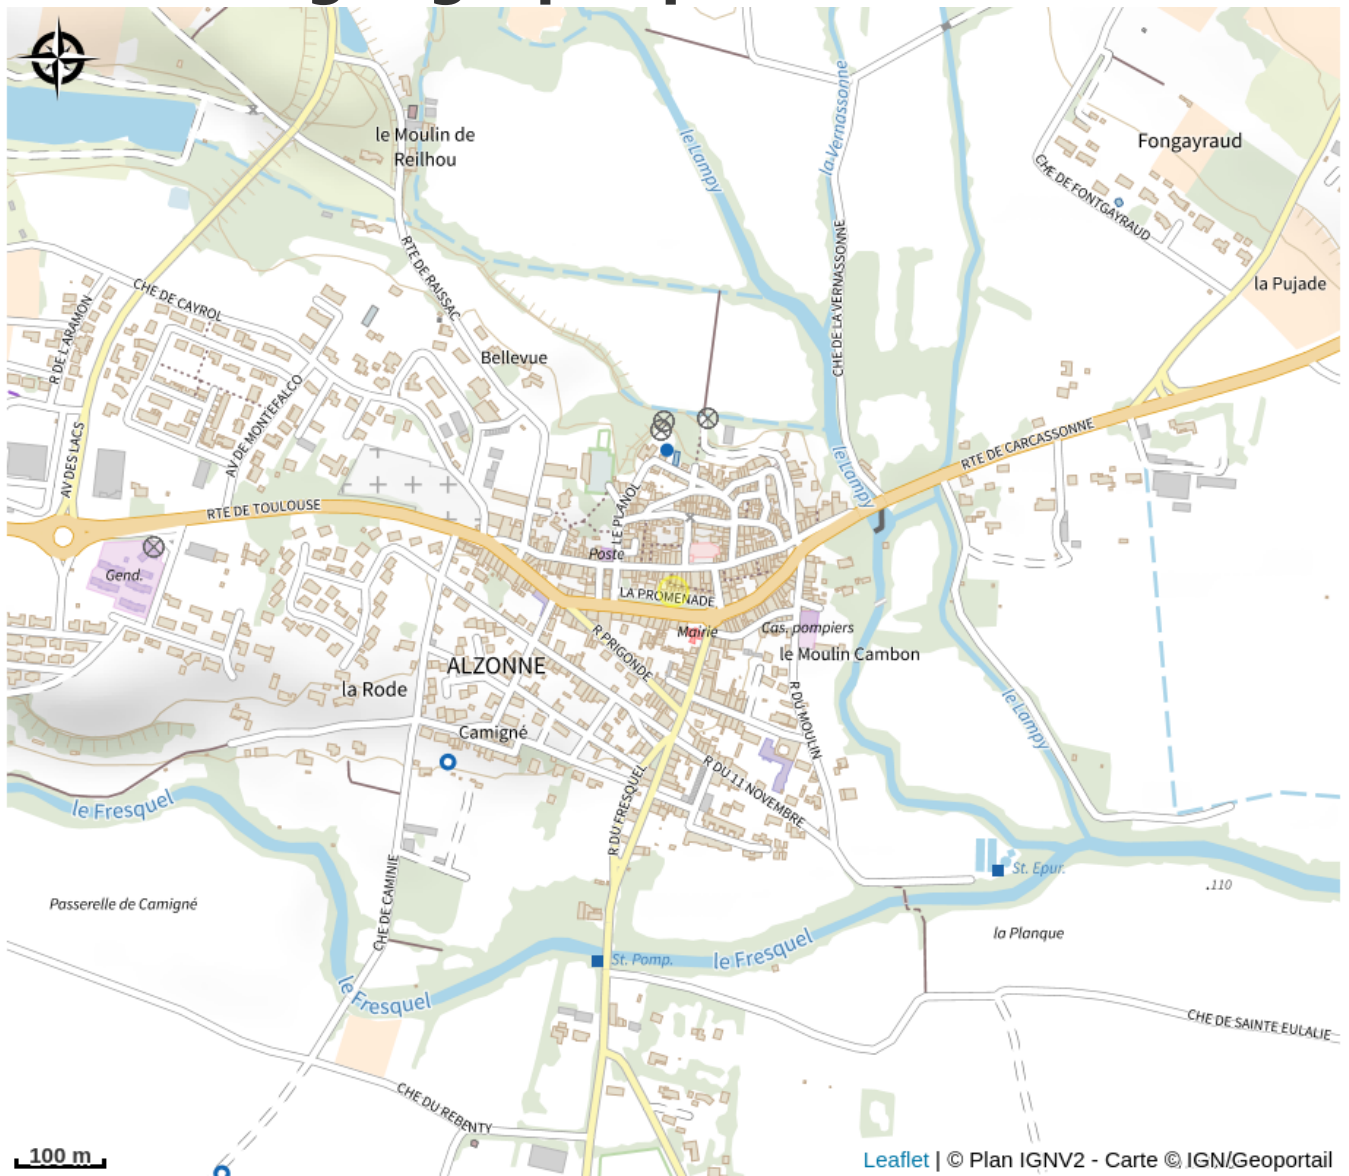 le Moulin de
Reilhou
le Lampy
la Vernassonne
Fongayraud
CHE DE FONTGAYRAUD
la Pujade
RTE DE RAISSAC
CHE DE LA VERNASSONNE
CHE DE CAYROL
R DE L'ARAMON
Bellevue
AV DE MONTEFALCO
AV DES LACS
RTE DE CARCASSONNE
le Lampy
RTE DE TOULOUSE
LE PLANOL
Poste
Gend.
LA PROMENADE
Mairie
Cas. pompiers
R PRIGONDE
le Moulin Cambon
ALZONNE
la Rode
R DU MOULIN
le Lampy
Camigné
R DU 11 NOVEMBRE
R DU FRESQUEL
le Fresquel
CHE DE CAMINIE
St. Epur.
.110
Passerelle de Camigné
la Planque
le Fresquel
St. Pomp.
le Fresquel
CHE DE SAINTE EULALIE
CHE DU REBENTY
100 m
Leaflet | © Plan IGNV2 - Carte © IGN/Geoportail